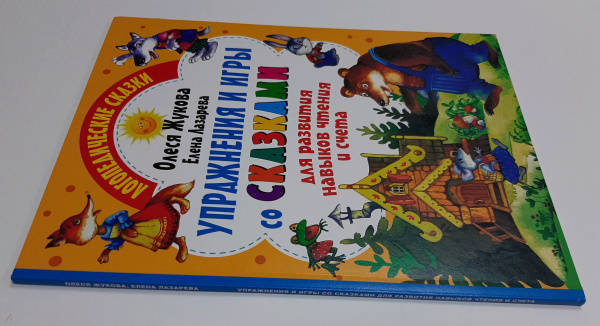 ЛОГОПЕДИЧЕСКИЕ СКАЗКИ
Олеся Жукова
Елена Лазарева
УПРАЖНЕНИЯ И ИГРЫ
со СКАЗКАМИ
для развития
навыков чтения
и счета
ОЛЕСЯ ЖУКОВА, ЕЛЕНА ЛАЗАРЕВА УПРАЖНЕНИЯ И ИГРЫ СО СКАЗКАМИ ДЛЯ РАЗВИТИЯ НАВЫКОВ ЧТЕНИЯ И СЧЕТА